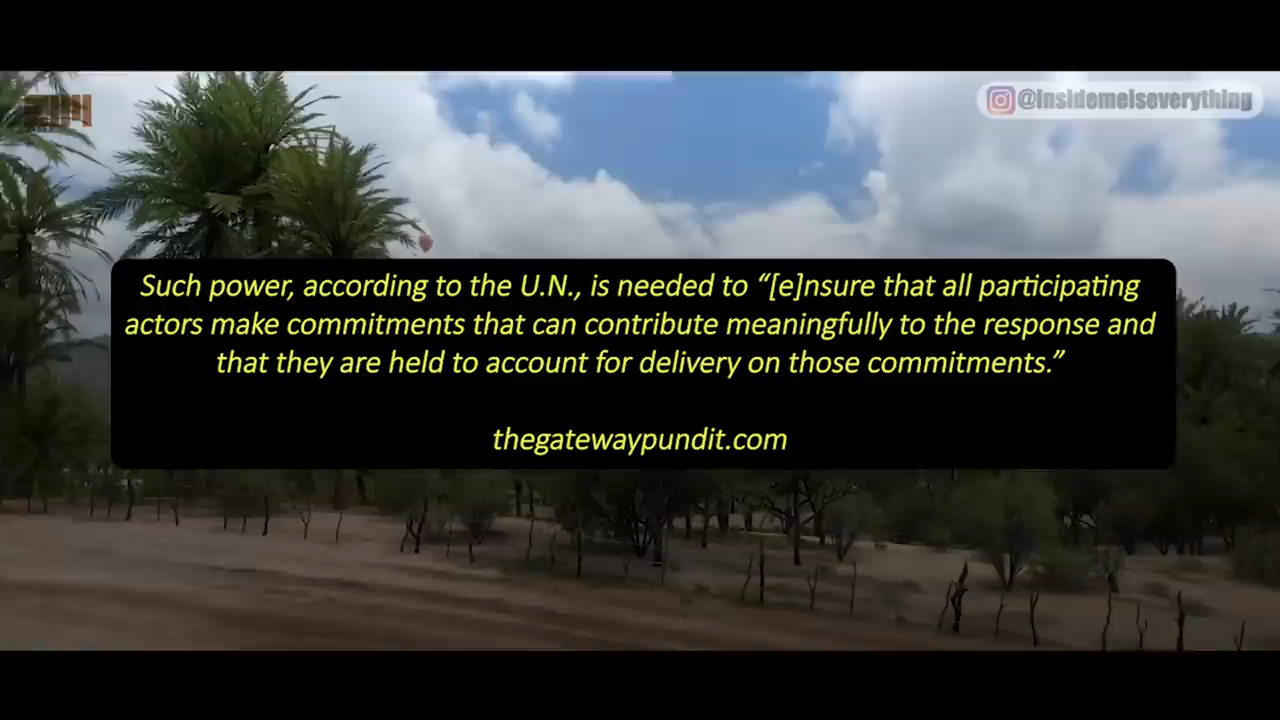 @insidemeiseverything
Such power, according to the U.N., is needed to “[e]nsure that all participating
actors make commitments that can contribute meaningfully to the response and
that they are held to account for delivery on those commitments.”
thegatewaypundit.com